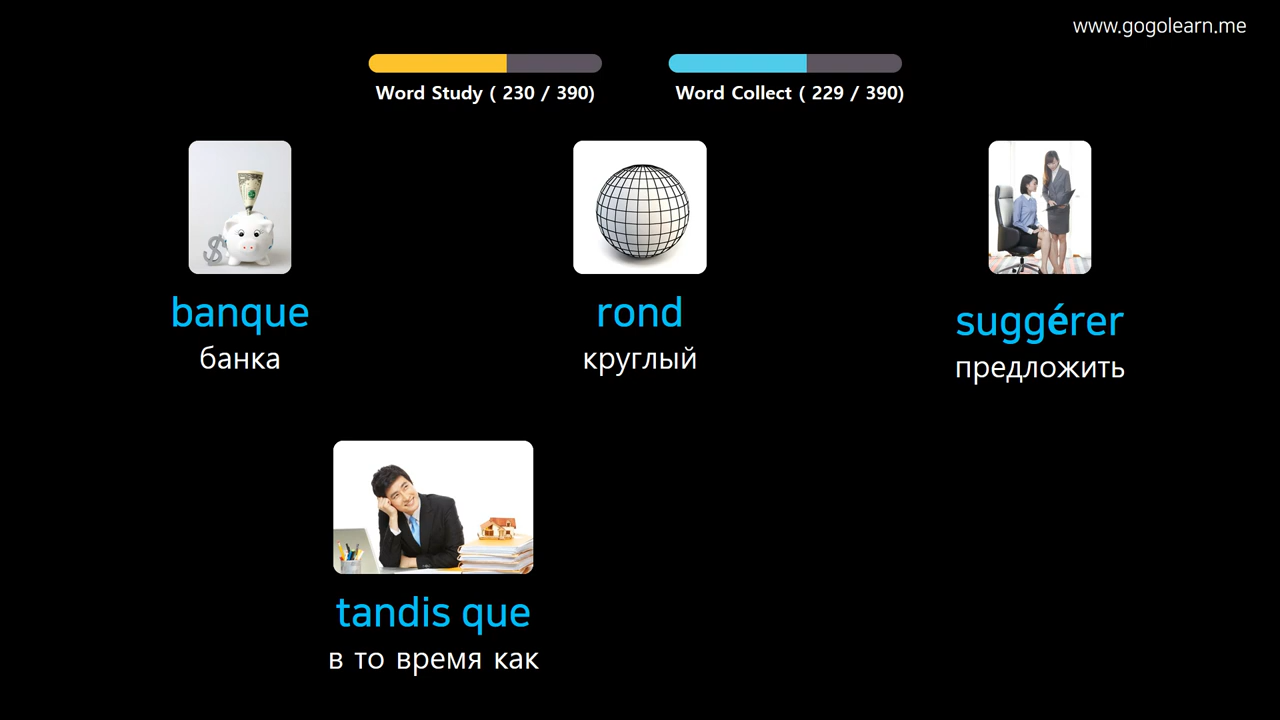 www.gogolearn.me
Word Study ( 230 / 390)
Word Collect ( 229 / 390)
banque
банка
rond
круглый
suggérer
предложить
tandis que
в то время как